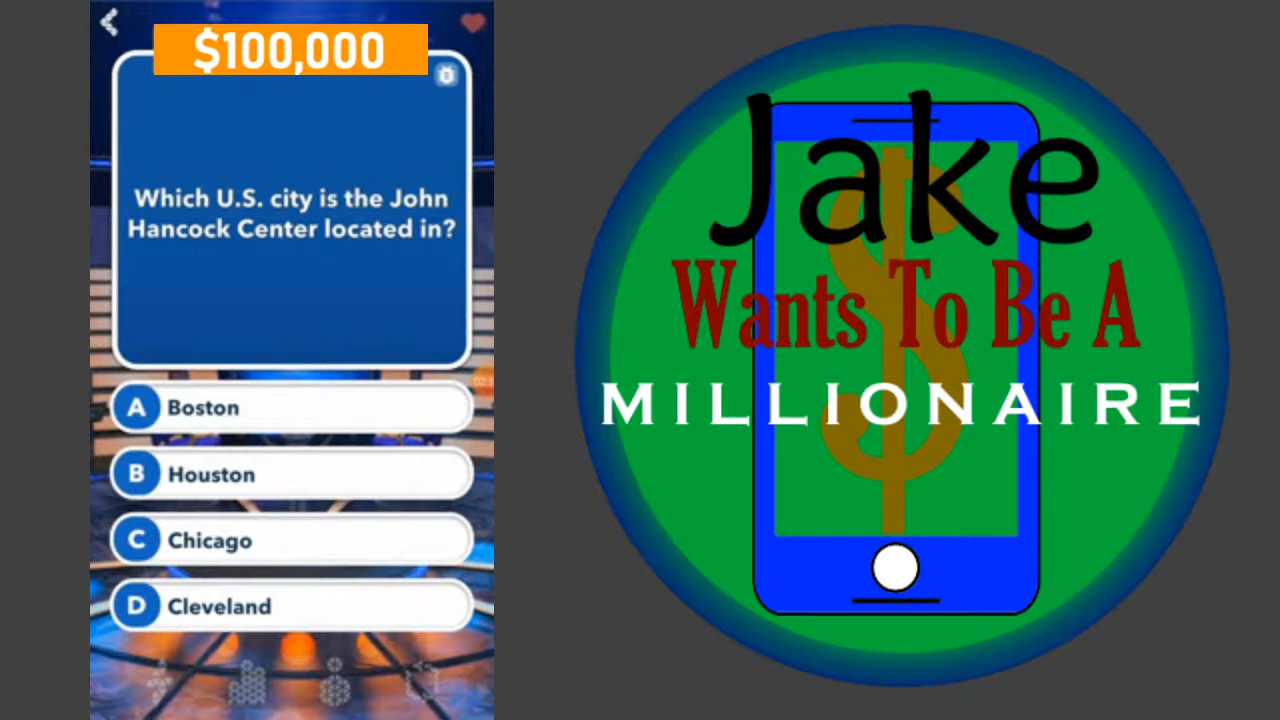 $100,000
Which U.S. city is the John
Hancock Center located in?
A Boston
B Houston
C Chicago
D Cleveland
Jake
Wants To Be A
MILLIONAIRE